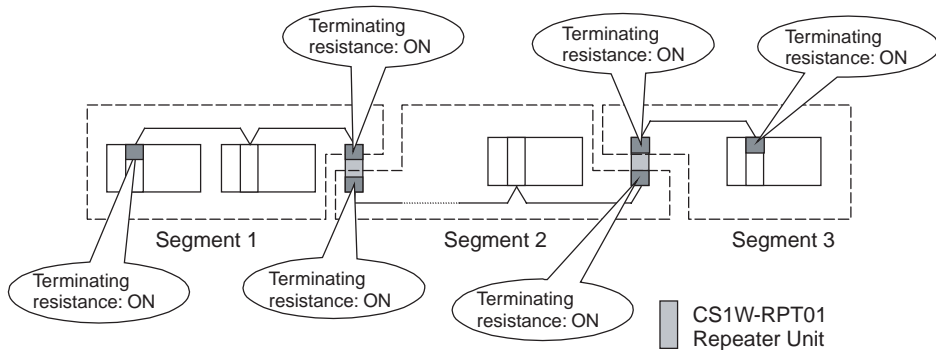 Terminating
resistance: ON
Terminating
resistance: ON
Terminating
resistance: ON
Segment 1
Segment 2
Segment 3
Terminating
resistance: ON
Terminating
resistance: ON
Terminating
resistance: ON
CS1W-RPT01
Repeater Unit